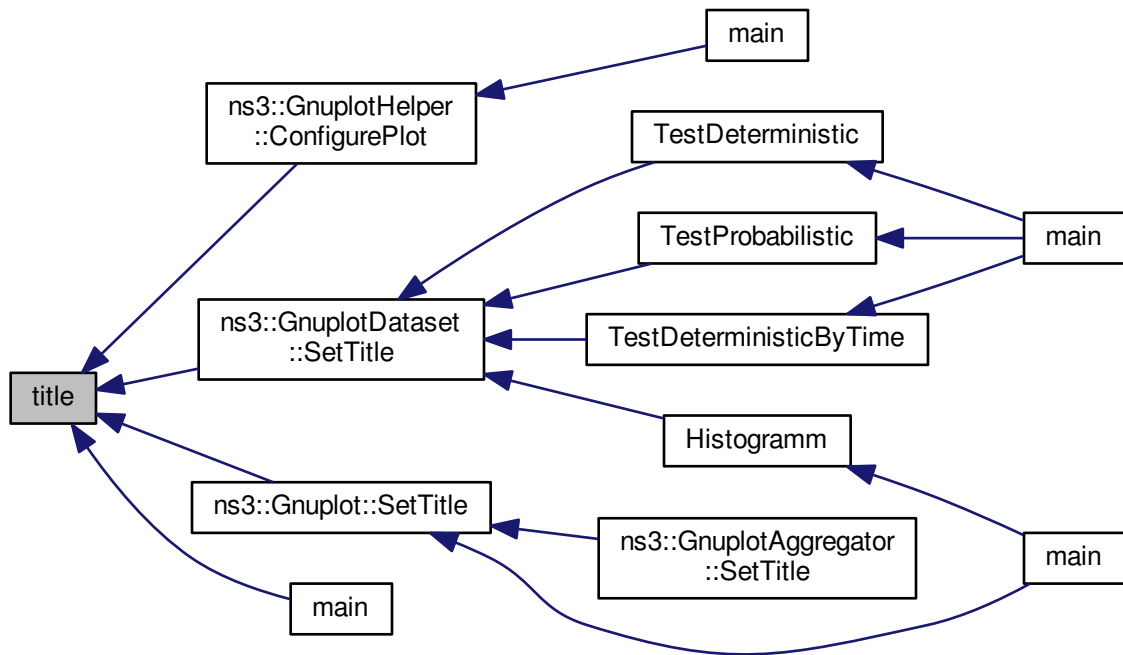 main
ns3::GnuplotHelper
::ConfigurePlot
TestDeterministic
TestProbabilistic
main
ns3::GnuplotDataset
::SetTitle
TestDeterministicByTime
title
Histogramm
ns3::Gnuplot::SetTitle
ns3::GnuplotAggregator
::SetTitle
main
main